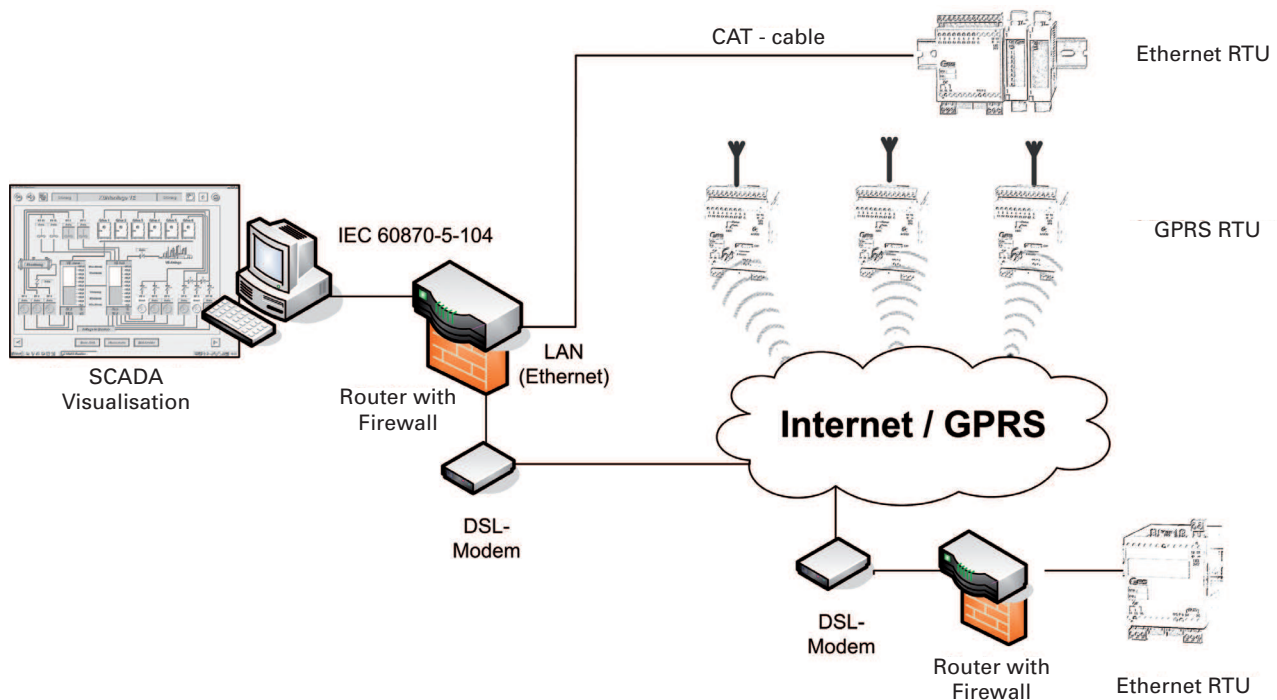 CAT - cable
Ethernet RTU
GPRS RTU
IEC 60870-5-104
LAN
(Ethernet)
SCADA
Visualisation
Router with
Firewall
Internet / GPRS
DSL-
Modem
DSL-
Modem
Router with
Firewall
Ethernet RTU